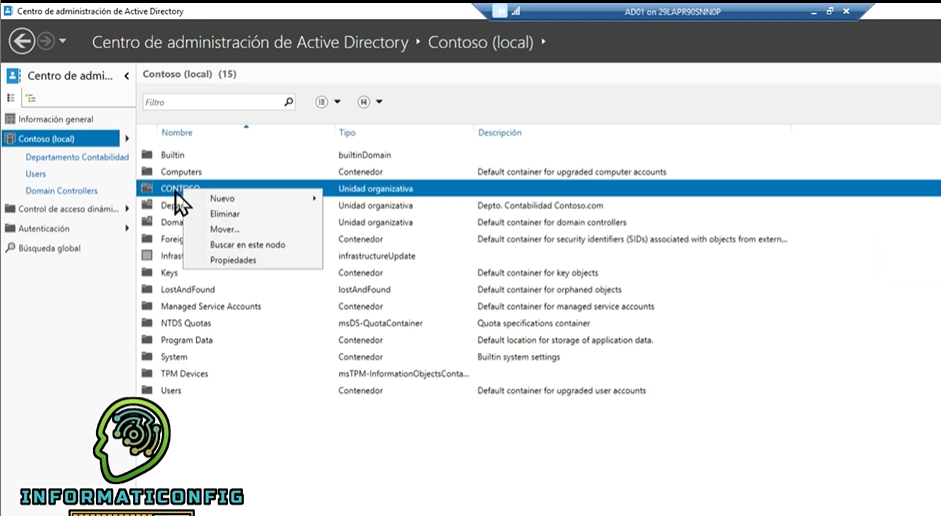 Centro de administración de Active Directory
AD01 on 29LAPR90SNN0P
Centro de administración de Active Directory Contoso (local)
Centro de admi...
Contoso (local) (15)
Filtro
Información general
Contoso (local)
Departamento Contabilidad
Users
Domain Controllers
Control de acceso dinámi...
Autenticación
Búsqueda global
Nombre Tipo Descripción
Builtin builtinDomain
Computers Contenedor Default container for upgraded computer accounts
CONTOSO Unidad organizativa
Depa Unidad organizativa Depto. Contabilidad Contoso.com
Doma Unidad organizativa Default container for domain controllers
Foreig Contenedor Default container for security identifiers (SIDs) associated with objects from extern...
Infrast infrastructureUpdate
Keys Contenedor Default container for key objects
LostAndFound lostAndFound Default container for orphaned objects
Managed Service Accounts Contenedor Default container for managed service accounts
NTDS Quotas msDS-QuotaContainer Quota specifications container
Program Data Contenedor Default location for storage of application data.
System Contenedor Builtin system settings
TPM Devices msTPM-InformationObjectsConta...
Users Contenedor Default container for upgraded user accounts
Nuevo
Eliminar
Mover...
Buscar en este nodo
Propiedades
INFORMATICONFIG